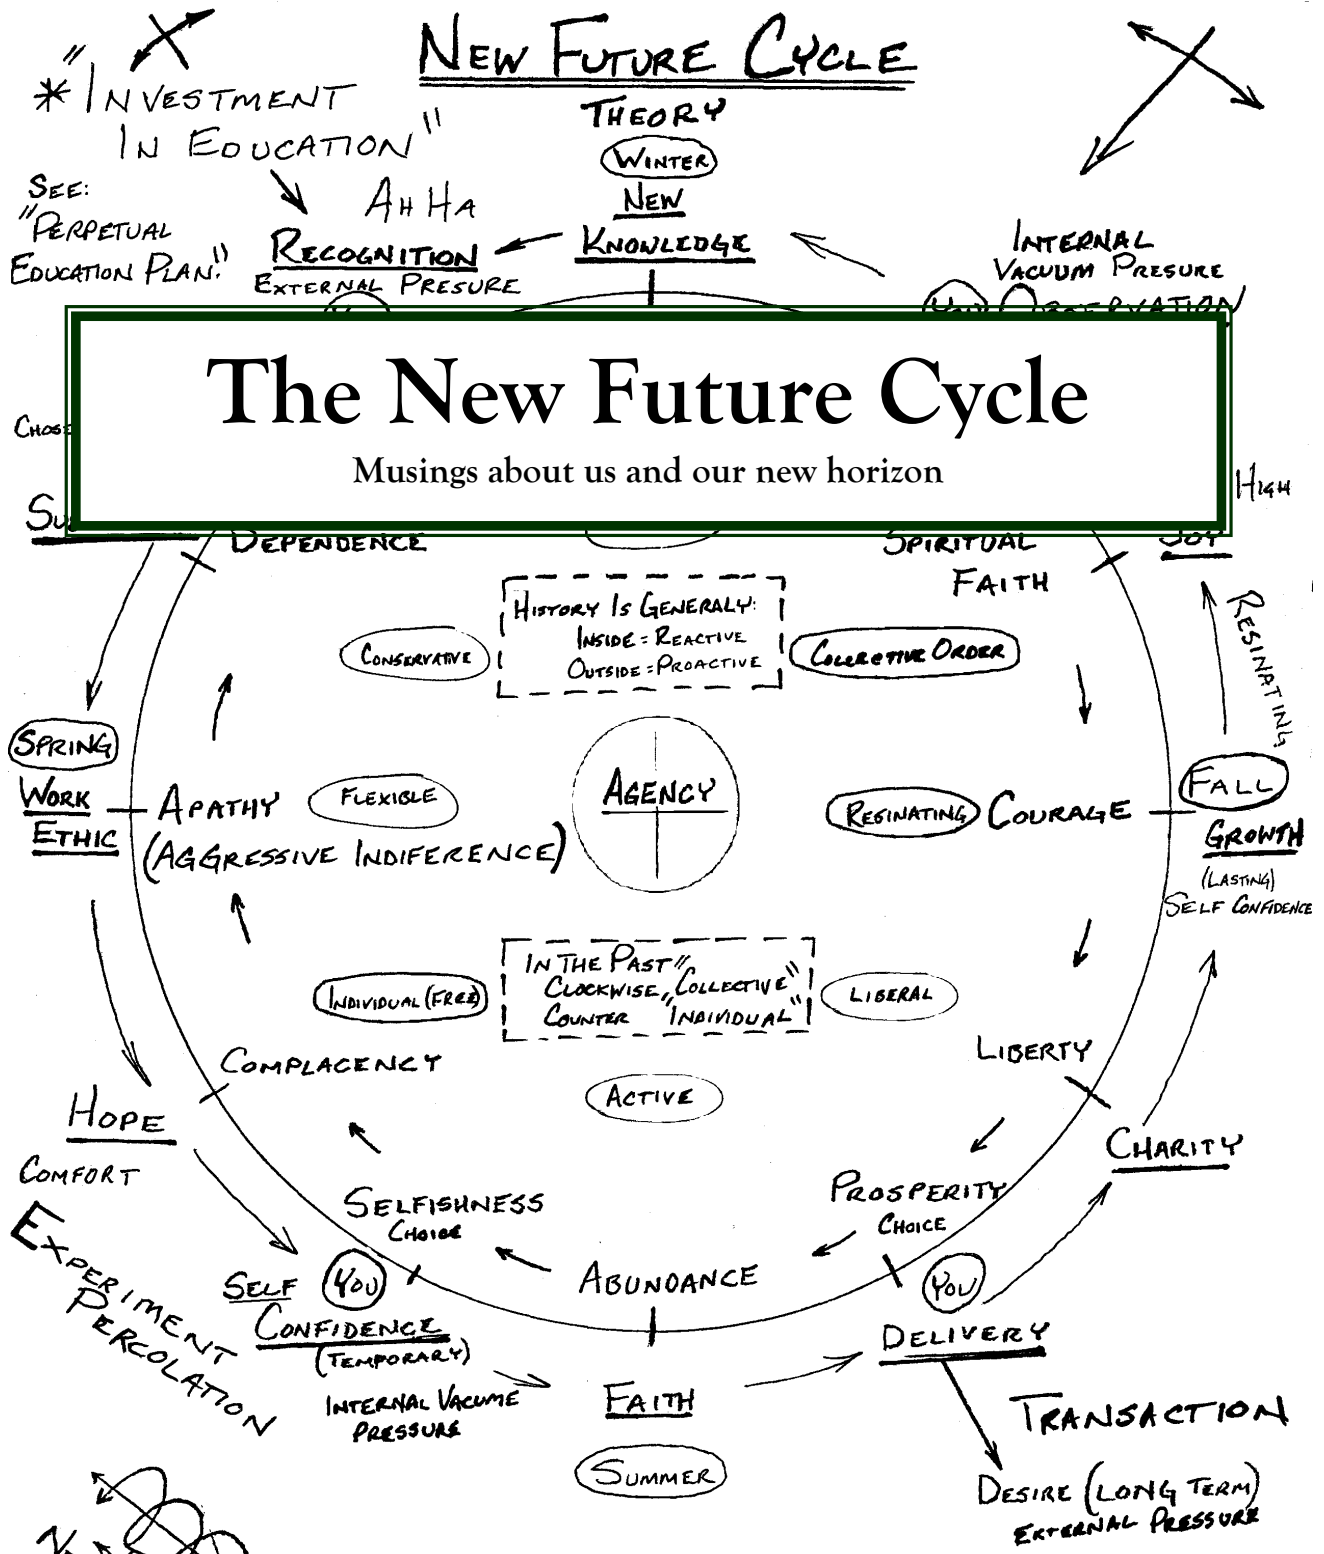 NEW FUTURE CYCLE
THEORY
"
*INVESTMENT
IN EDUCATION"
WINTER
SEE:
"PERPETUAL
EDUCATION PLAN."
AH HA
NEW
KNOWLEDGE
RECOGNITION
EXTERNAL PRESURE
INTERNAL
VACUUM PRESURE
YOU OBSERVATION
The New Future Cycle
Musings about us and our new horizon
HIGH
DEPENDENCE
SPIRITUAL
FAITH
JOY
HISTORY IS GENERALY:
INSIDE = REACTIVE
OUTSIDE = PROACTIVE
CONSERVATIVE
COLLECTIVE ORDER
RESINATING
SPRING
WORK
ETHIC
APATHY
(AGGRESSIVE INDIFERENCE)
FLEXIBLE
AGENCY
RESINATING
COURAGE
FALL
GROWTH
(LASTING)
SELF CONFIDENCE
IN THE PAST"
CLOCKWISE, "COLLECTIVE"
COUNTER "INDIVIDUAL"
INDIVIDUAL (FREE)
LIBERAL
COMPLACENCY
LIBERTY
ACTIVE
HOPE
COMFORT
CHARITY
SELFISHNESS
CHOICE
PROSPERITY
CHOICE
EXPERIMENT
PERCOLATION
ABUNDANCE
SELF YOU
CONFIDENCE
(TEMPORARY)
INTERNAL VACUME
PRESSURE
YOU
DELIVERY
FAITH
SUMMER
TRANSACTION
DESIRE (LONG TERM)
EXTERNAL PRESSURE